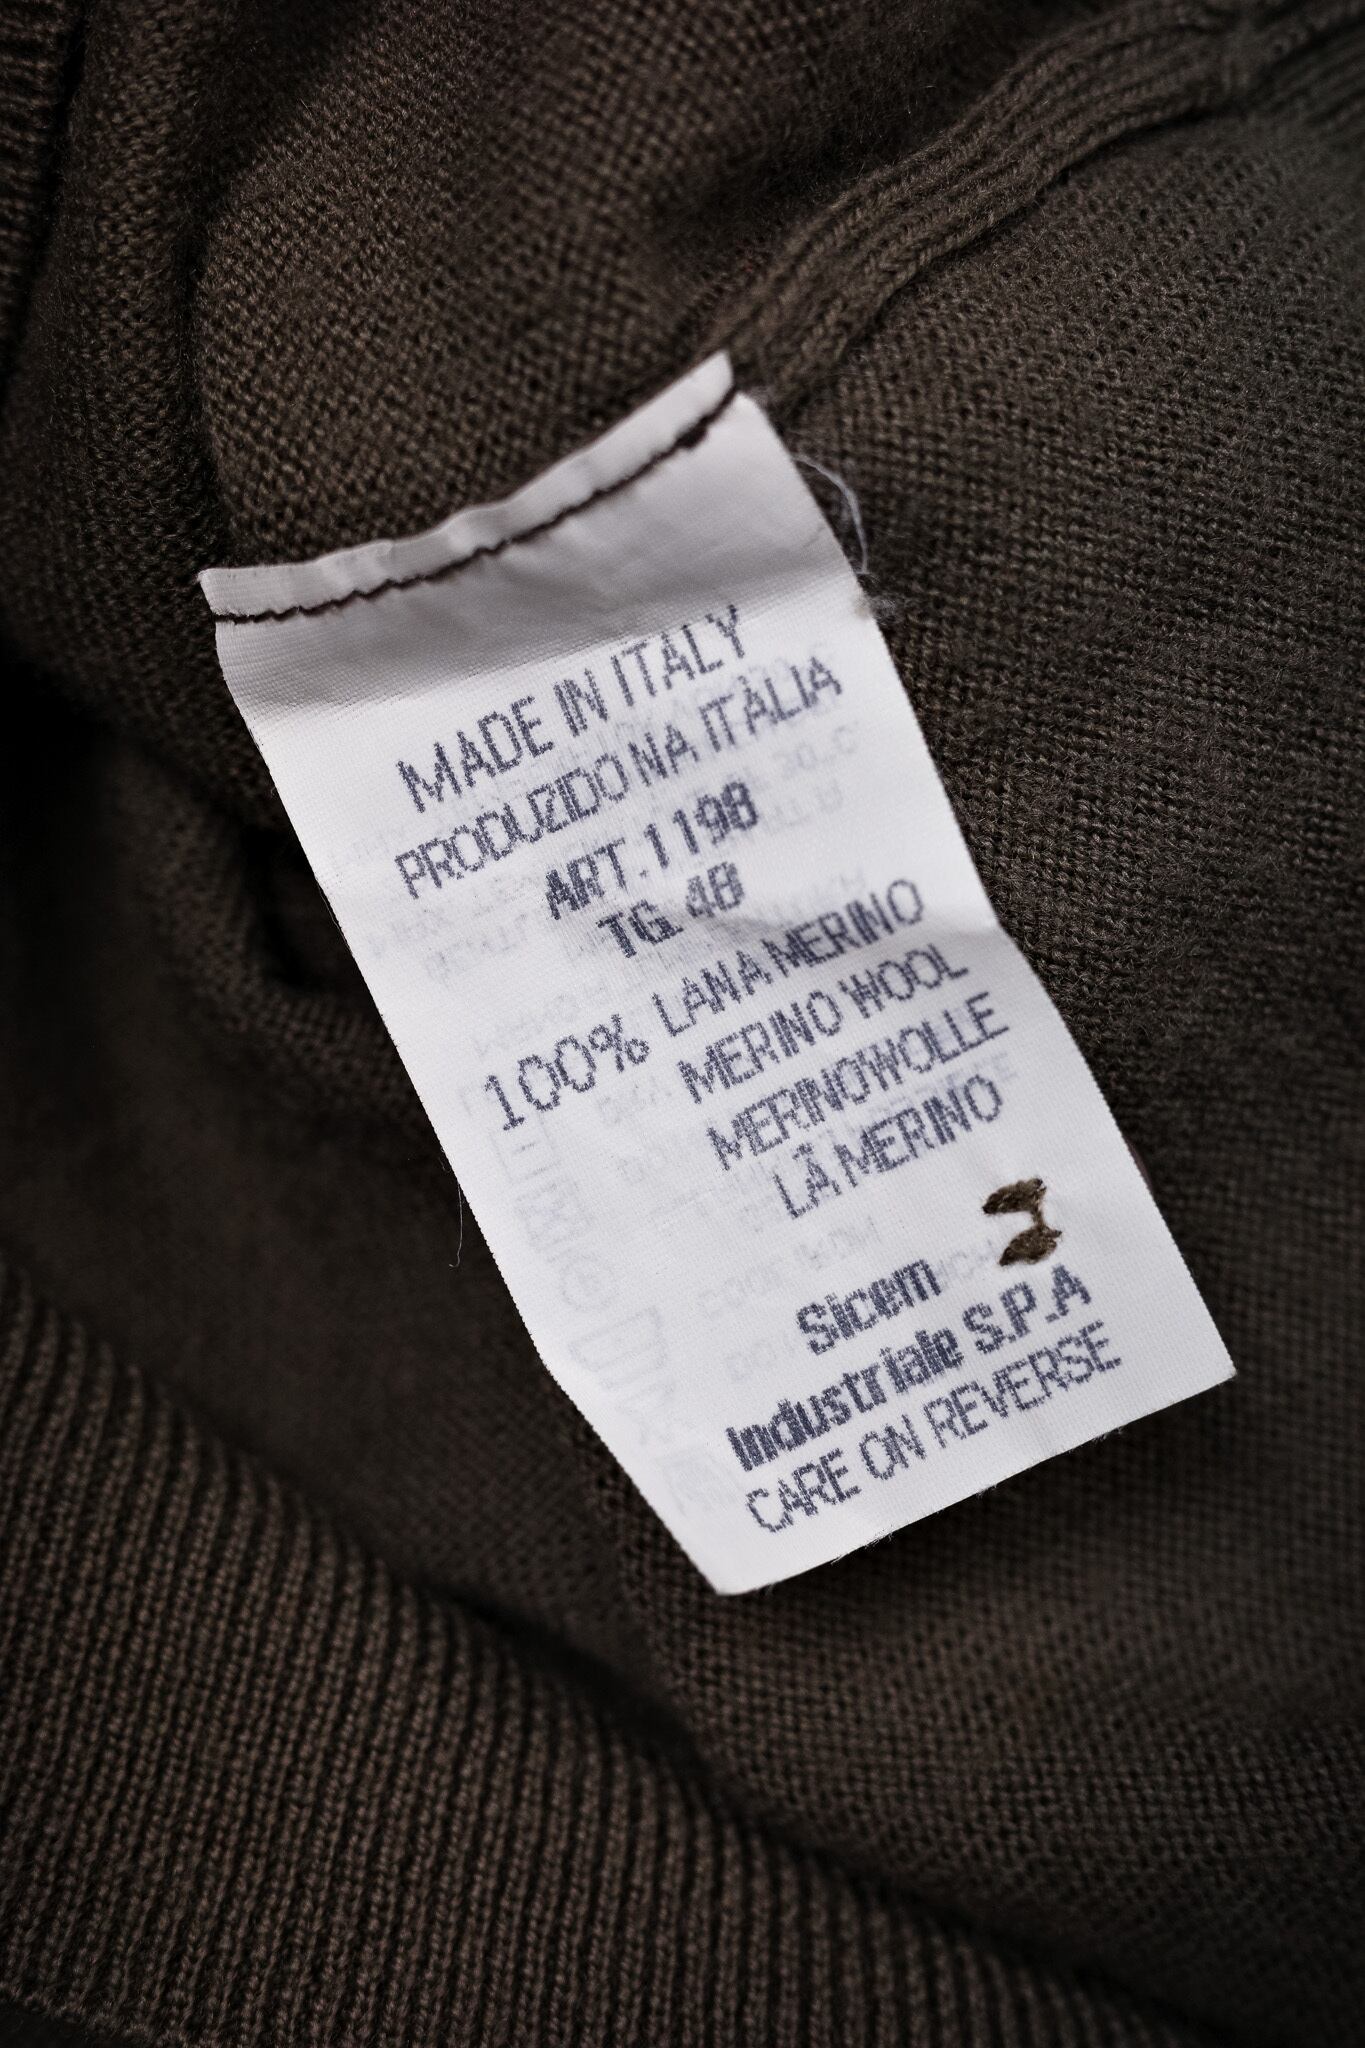 MADE IN ITALY
PRODUZIDO NA ITÀLIA
ART.1198
TG. 48
100% LANA MERINO
MERINO WOOL
MERINOWOLLE
LÃ MERINO
Sicem
Industriale S.P.A
CARE ON REVERSE